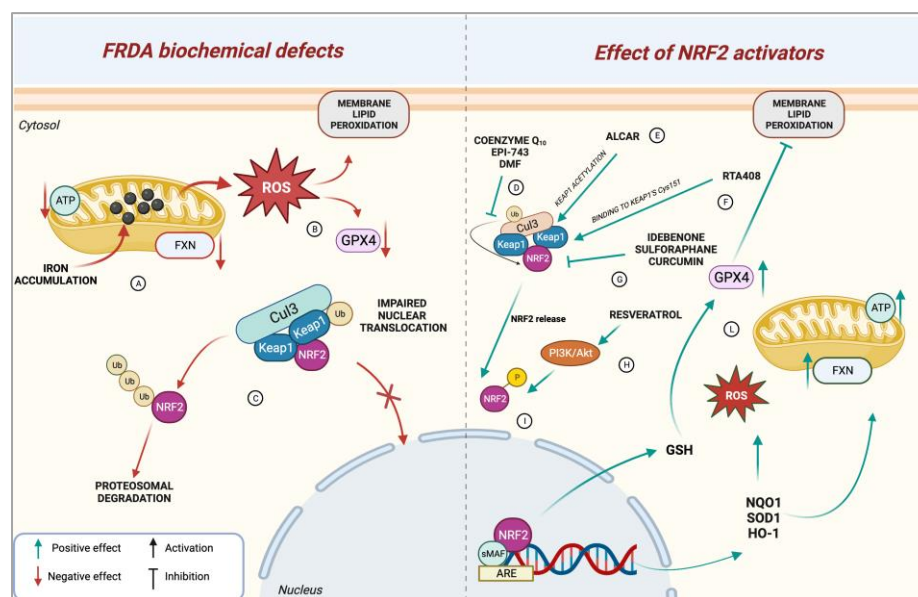 FRDA biochemical defects
Effect of NRF2 activators
Cytosol
MEMBRANE
LIPID
PEROXIDATION
ATP
ROS
FXN
IRON
ACCUMULATION
A
B
GPX4
Cul3
Keap1
Keap1
Ub
NRF2
IMPAIRED
NUCLEAR
TRANSLOCATION
Ub
Ub
Ub
NRF2
C
PROTEOSOMAL
DEGRADATION
Positive effect
Activation
Negative effect
Inhibition
Nucleus
MEMBRANE
LIPID
PEROXIDATION
COENZYME Q10
EPI-743
DMF
D
ALCAR
E
KEAP1 ACETYLATION
RTA408
F
BINDING TO KEAP1'S Cys151
Ub
Cul3
Keap1
Keap1
NRF2
IDEBENONE
SULFORAPHANE
CURCUMIN
G
GPX4
NRF2 release
RESVERATROL
PI3K/Akt
H
P
NRF2
I
L
ATP
FXN
ROS
GSH
NQO1
SOD1
HO-1
NRF2
sMAF
ARE